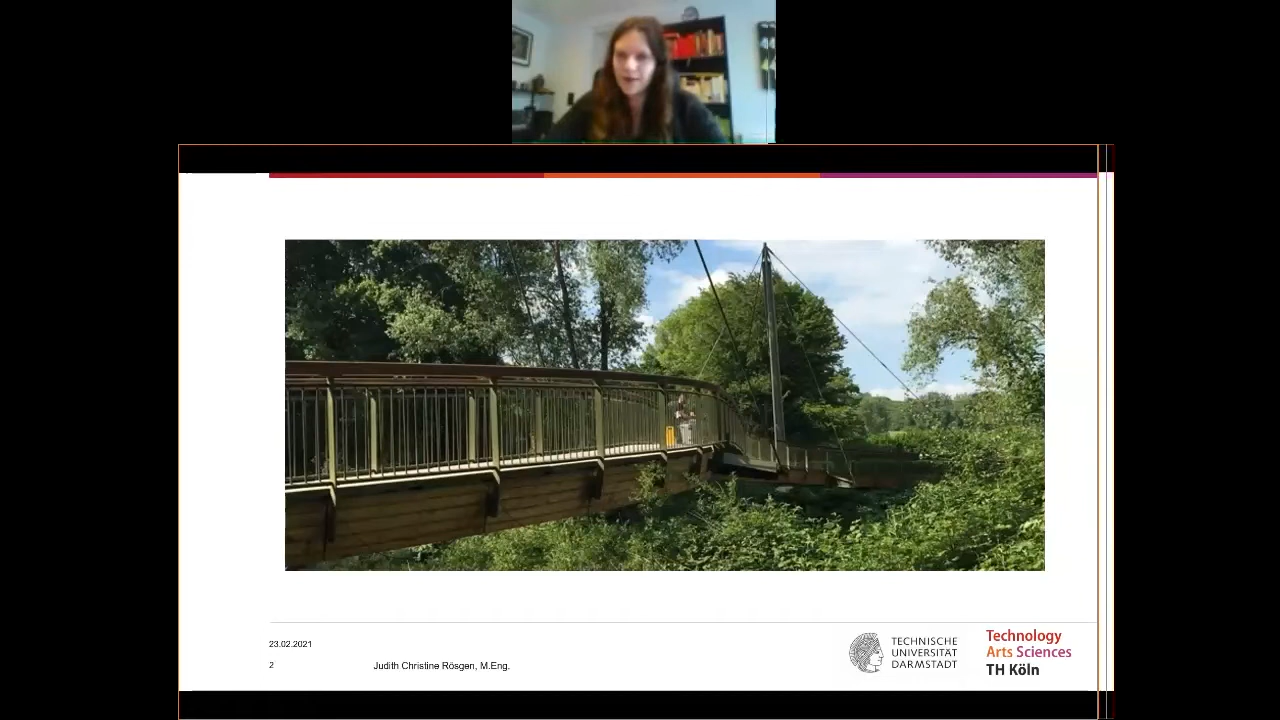 23.02.2021
2
Judith Christine Rösgen, M.Eng.
TECHNISCHE
UNIVERSITÄT
DARMSTADT
Technology
Arts Sciences
TH Köln